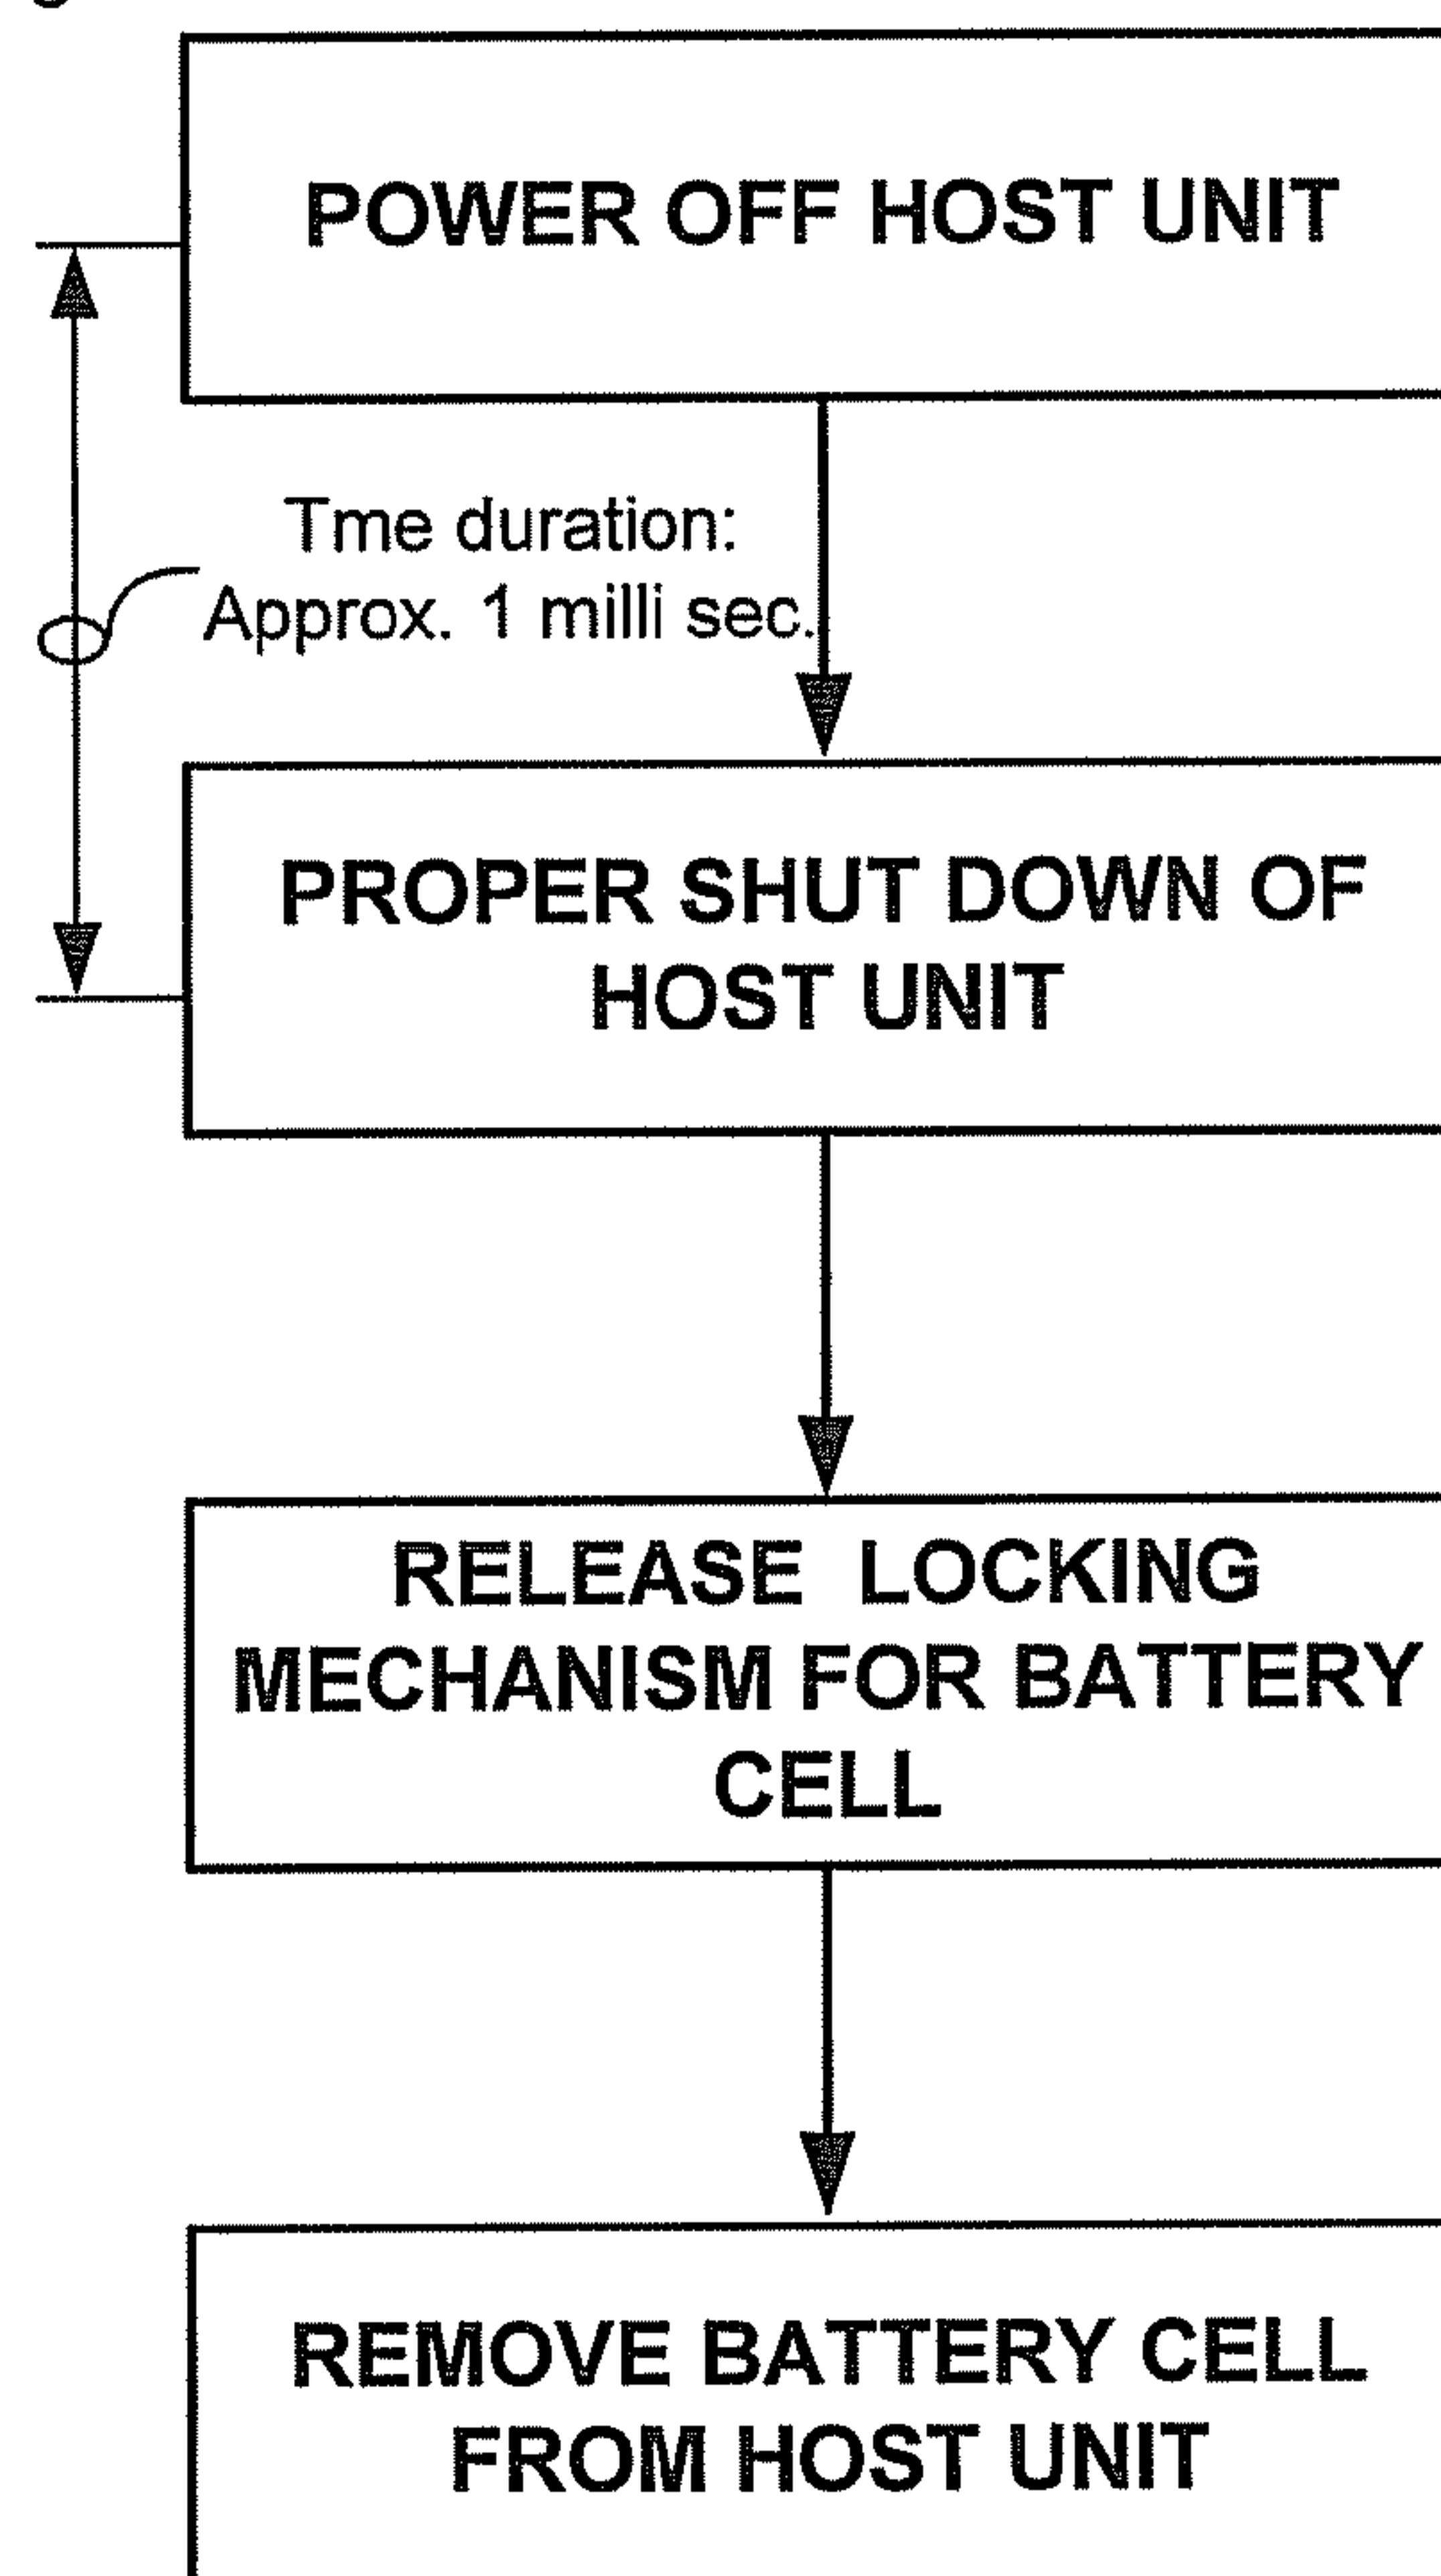 POWER OFF HOST UNIT
Tme duration:
Approx. 1 milli sec.
PROPER SHUT DOWN OF
HOST UNIT
RELEASE LOCKING
MECHANISM FOR BATTERY
CELL
REMOVE BATTERY CELL
FROM HOST UNIT